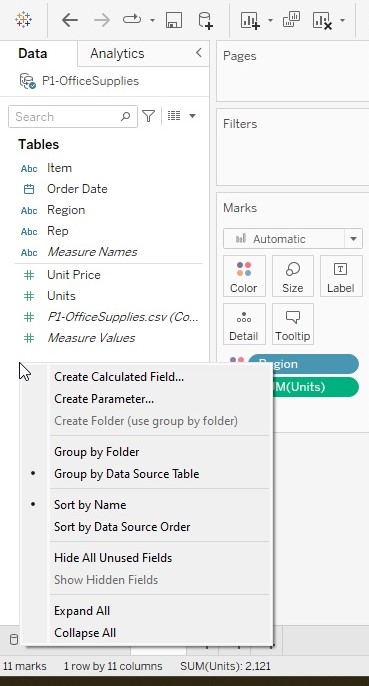 Data
Analytics
Pages
P1-OfficeSupplies
Search
Filters
Tables
Abc Item
Order Date
Abc Region
Abc Rep
Abc Measure Names
Unit Price
Units
P1-OfficeSupplies.csv (Co...
Measure Values
Marks
Automatic
Color
Size
Label
Detail
Tooltip
Region
UM(Units)
Create Calculated Field...
Create Parameter...
Create Folder (use group by folder)
Group by Folder
Group by Data Source Table
Sort by Name
Sort by Data Source Order
Hide All Unused Fields
Show Hidden Fields
Expand All
Collapse All
11 marks 1 row by 11 columns SUM(Units): 2,121